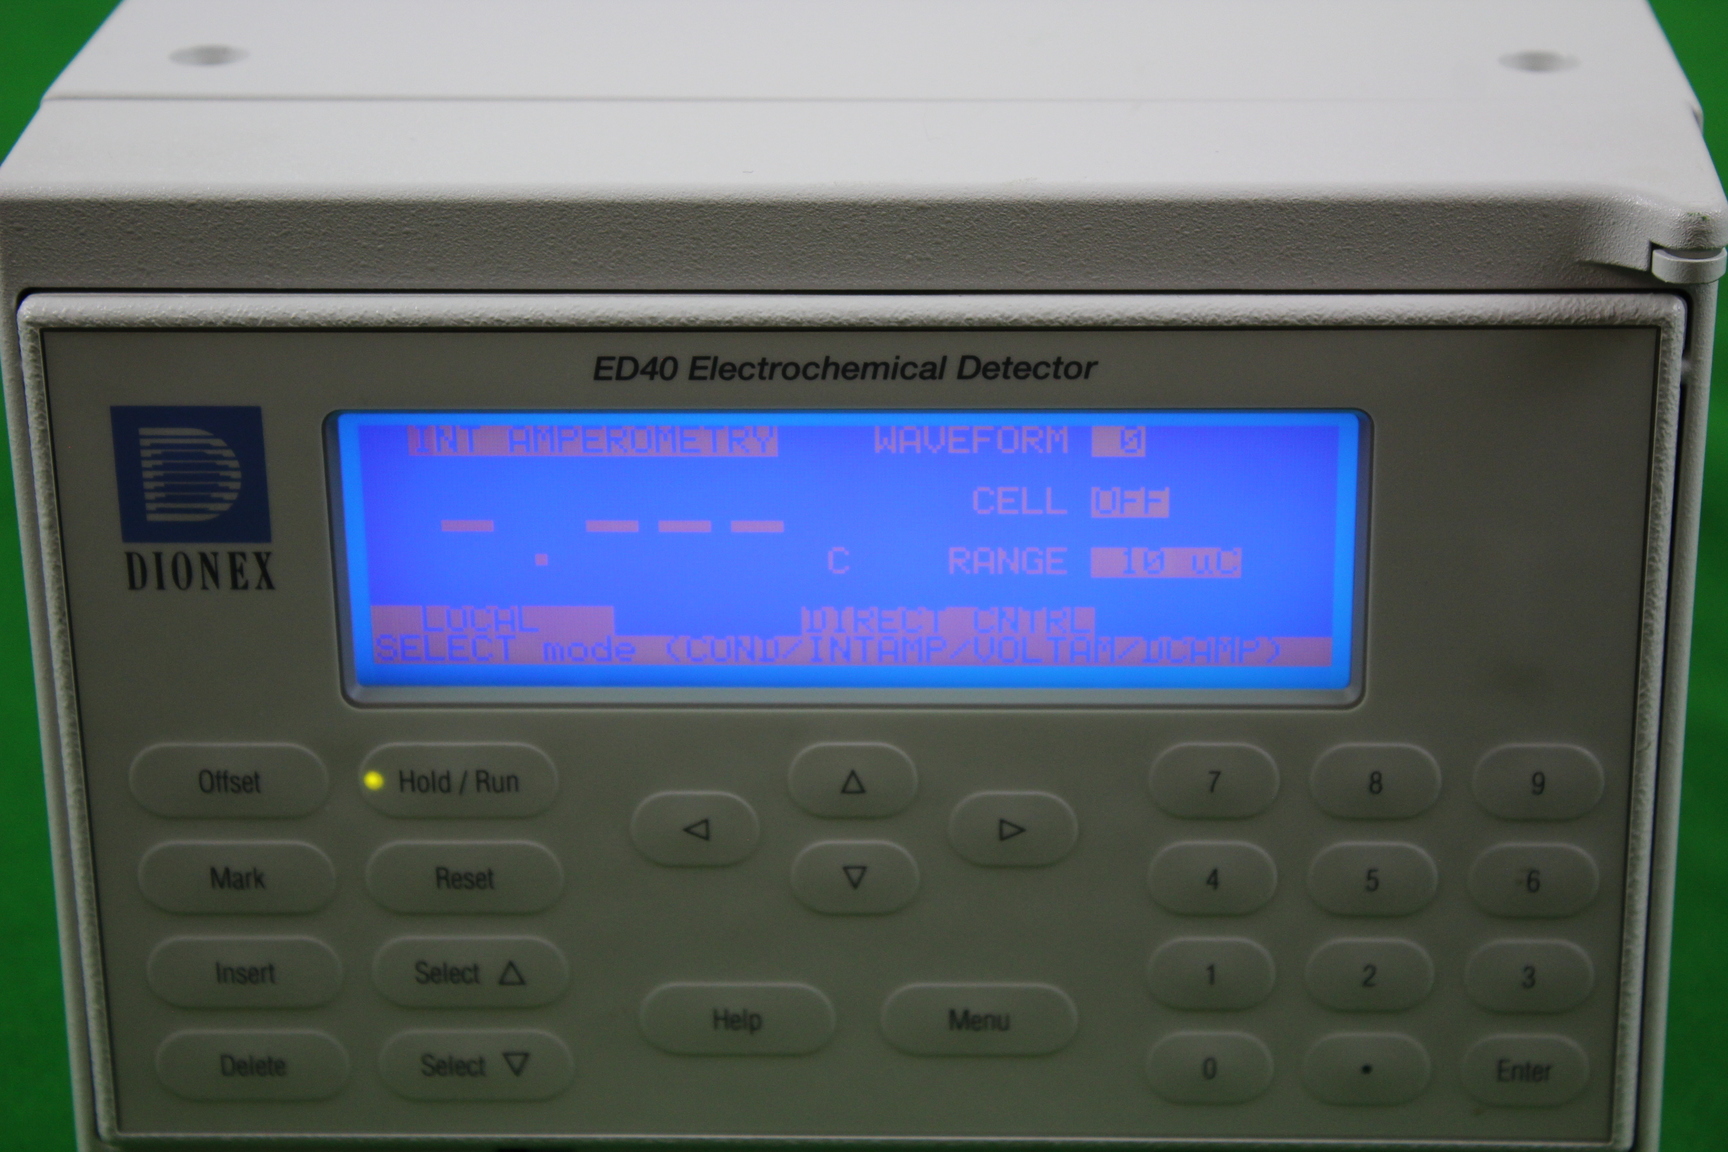 ED40 Electrochemical Detector
DIONEX
INT AMPEROMETRY WAVEFORM 0
CELL OFF
-.--- C RANGE 10 uC
LOCAL DIRECT CNTRL
SELECT mode (COND/INTAMP/VOLTAM/DCAMP)
Offset Hold / Run
Mark Reset
Insert Select △
Delete Select ▽
△
◁ ▷
▽
Help Menu
7 8 9
4 5 6
1 2 3
0 • Enter